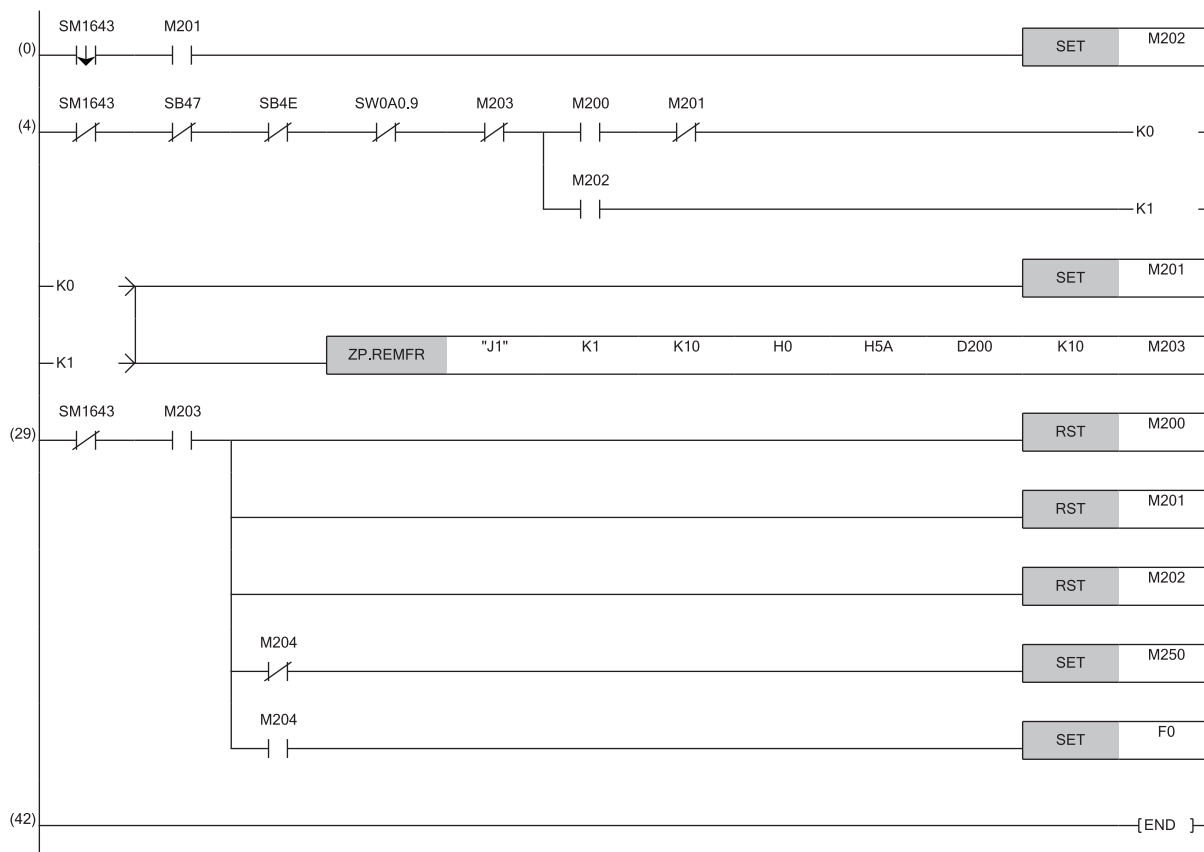 SM1643 M201
(0) SET M202
SM1643 SB47 SB4E SW0A0.9 M203 M200 M201
(4) K0
M202
K1
K0 SET M201
K1 ZP.REMFR "J1" K1 K10 H0 H5A D200 K10 M203
SM1643 M203
(29) RST M200
RST M201
RST M202
M204
SET M250
M204
SET F0
(42) [END ]